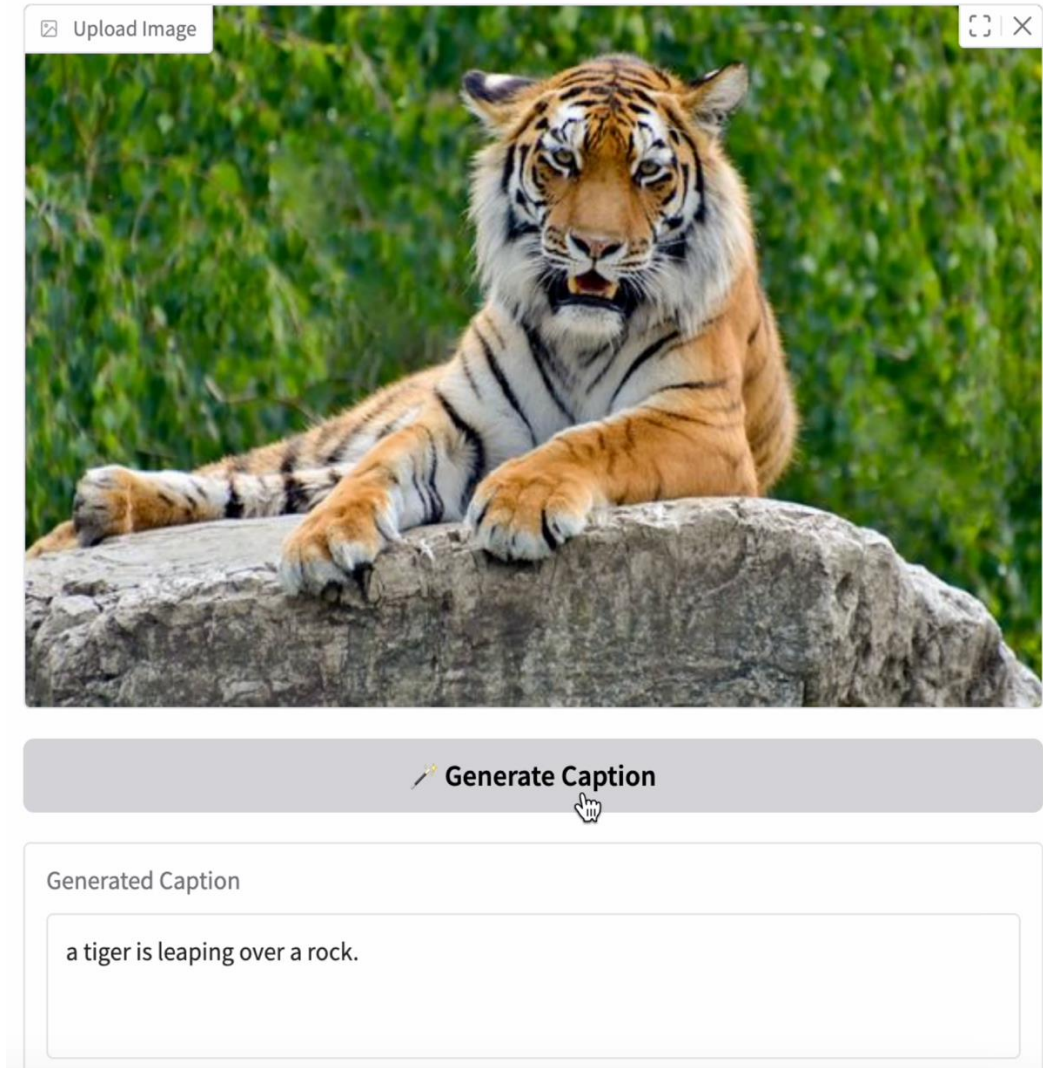 Upload Image
Generate Caption
Generated Caption
a tiger is leaping over a rock.